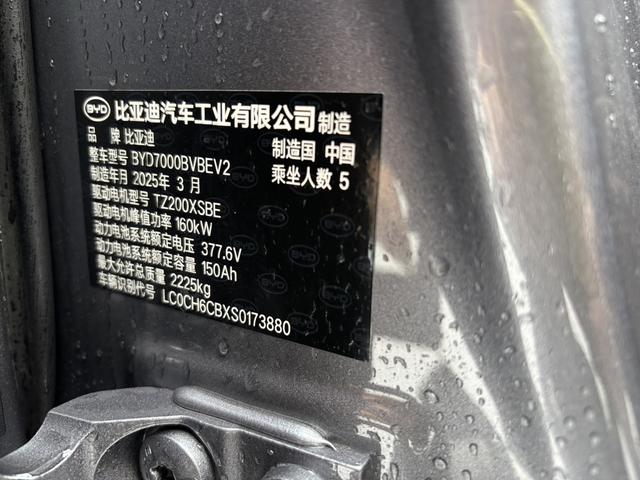 BYD 比亚迪汽车工业有限公司制造
品 牌 比亚迪 制造国 中国
整车型号 BYD7000BVBEV2 乘坐人数 5
制造年月 2025年 3 月
驱动电机型号 TZ200XSBE
驱动电机峰值功率 160kW
动力电池系统额定电压 377.6V
动力电池系统额定容量 150Ah
最大允许总质量 2225kg
车辆识别代号 LC0CH6CBXS0173880